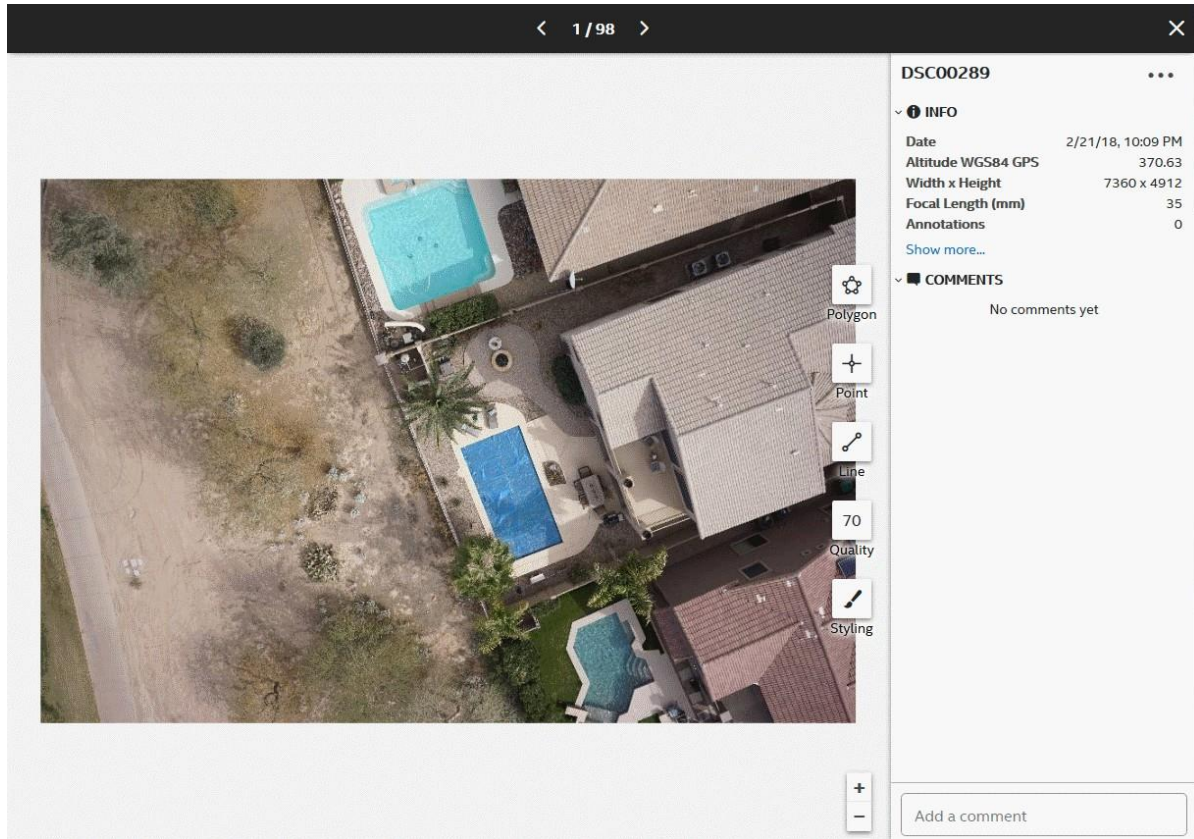 1 / 98
DSC00289
INFO
Date 2/21/18, 10:09 PM
Altitude WGS84 GPS 370.63
Width x Height 7360 x 4912
Focal Length (mm) 35
Annotations 0
Show more...
COMMENTS
No comments yet
Polygon
Point
Line
70
Quality
Styling
+
−
Add a comment